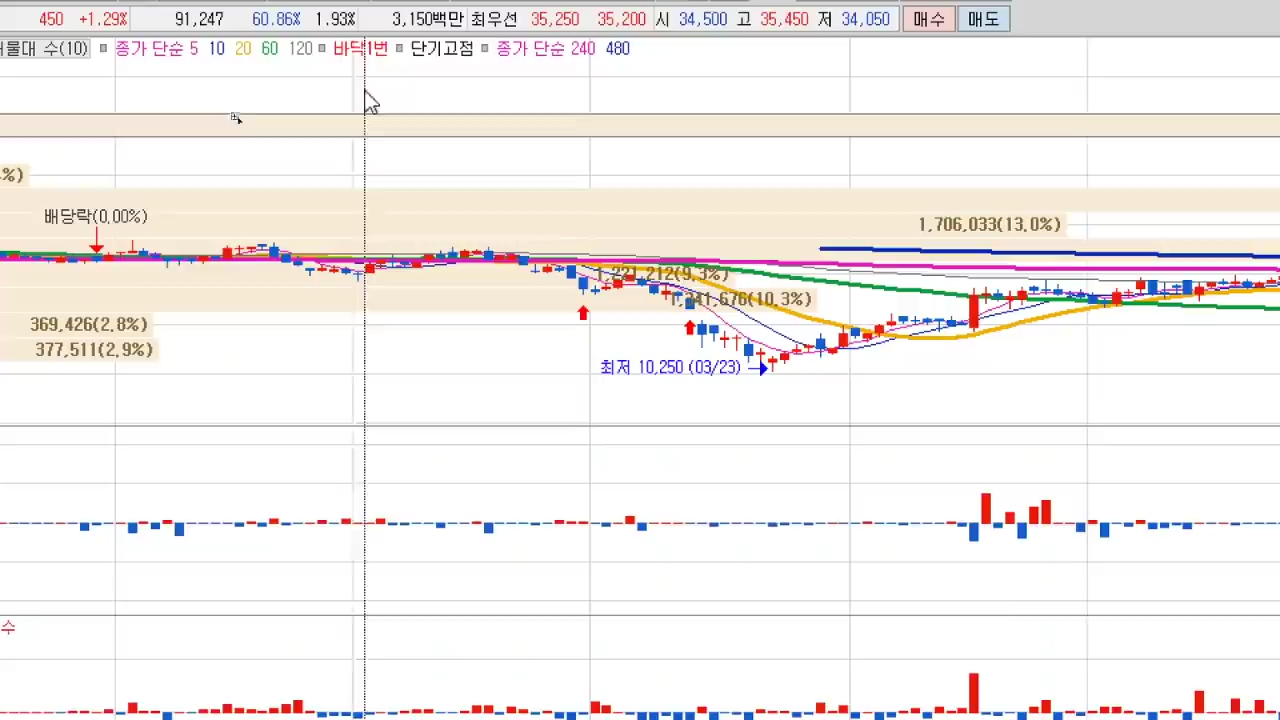 450 +1.29% 91,247 60.86% 1.93% 3,150백만 최우선 35,250 35,200 시 34,500 고 35,450 저 34,050 매수 매도
물대 수(10) 종가 단순 5 10 20 60 120 바닥1번 단기고점 종가 단순 240 480
%)
배당락(0,00%)
1,706,033(13,0%)
1,221,212(9,3%)
1,341,676(10,3%)
369,426(2,8%)
377,511(2,9%)
최저 10,250 (03/23)
수